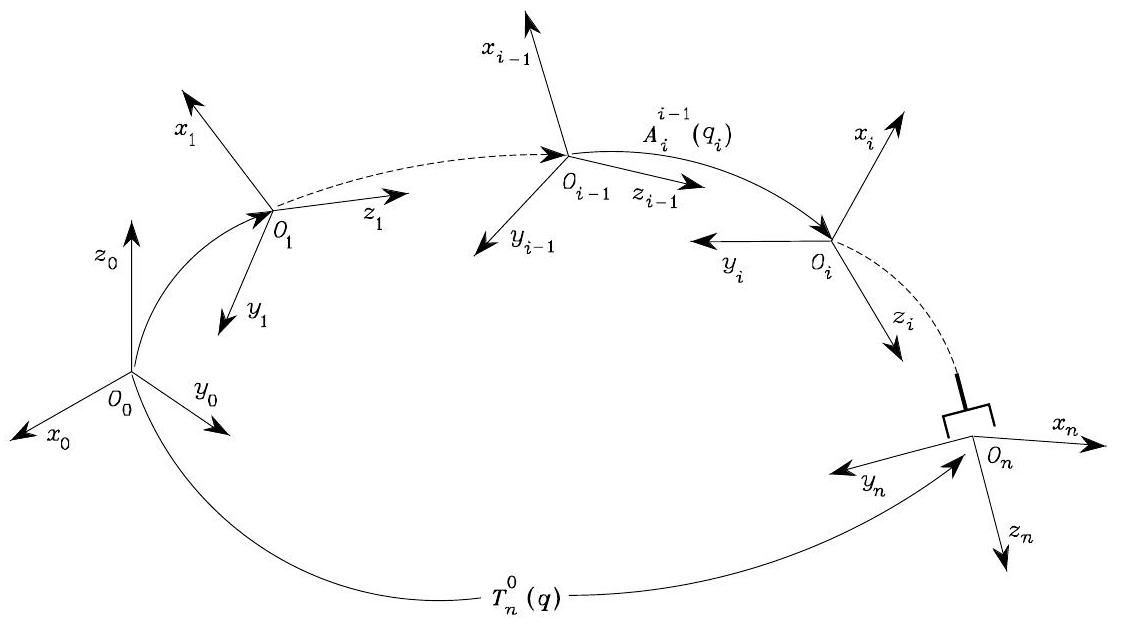 x_{i-1}
A_i^{i-1}(q_i)
x_1
x_i
O_{i-1}
z_{i-1}
z_1
O_1
y_{i-1}
y_i
O_i
z_0
y_1
z_i
y_0
O_0
x_0
x_n
O_n
y_n
z_n
T_n^0(q)